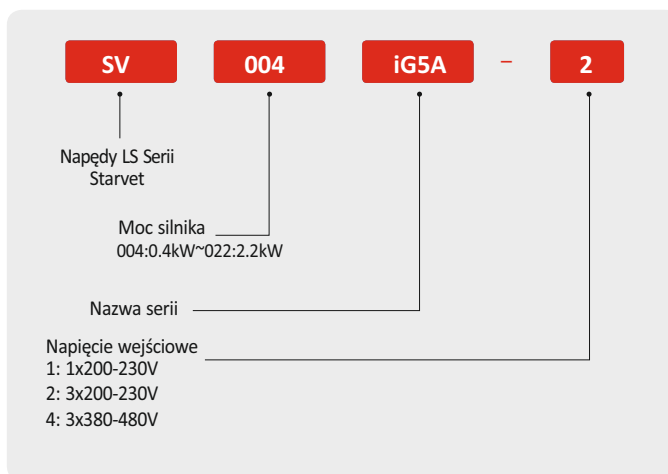 SV 004 iG5A – 2
Napędy LS Serii
Starvet
Moc silnika
004:0.4kW~022:2.2kW
Nazwa serii
Napięcie wejściowe
1: 1x200-230V
2: 3x200-230V
4: 3x380-480V